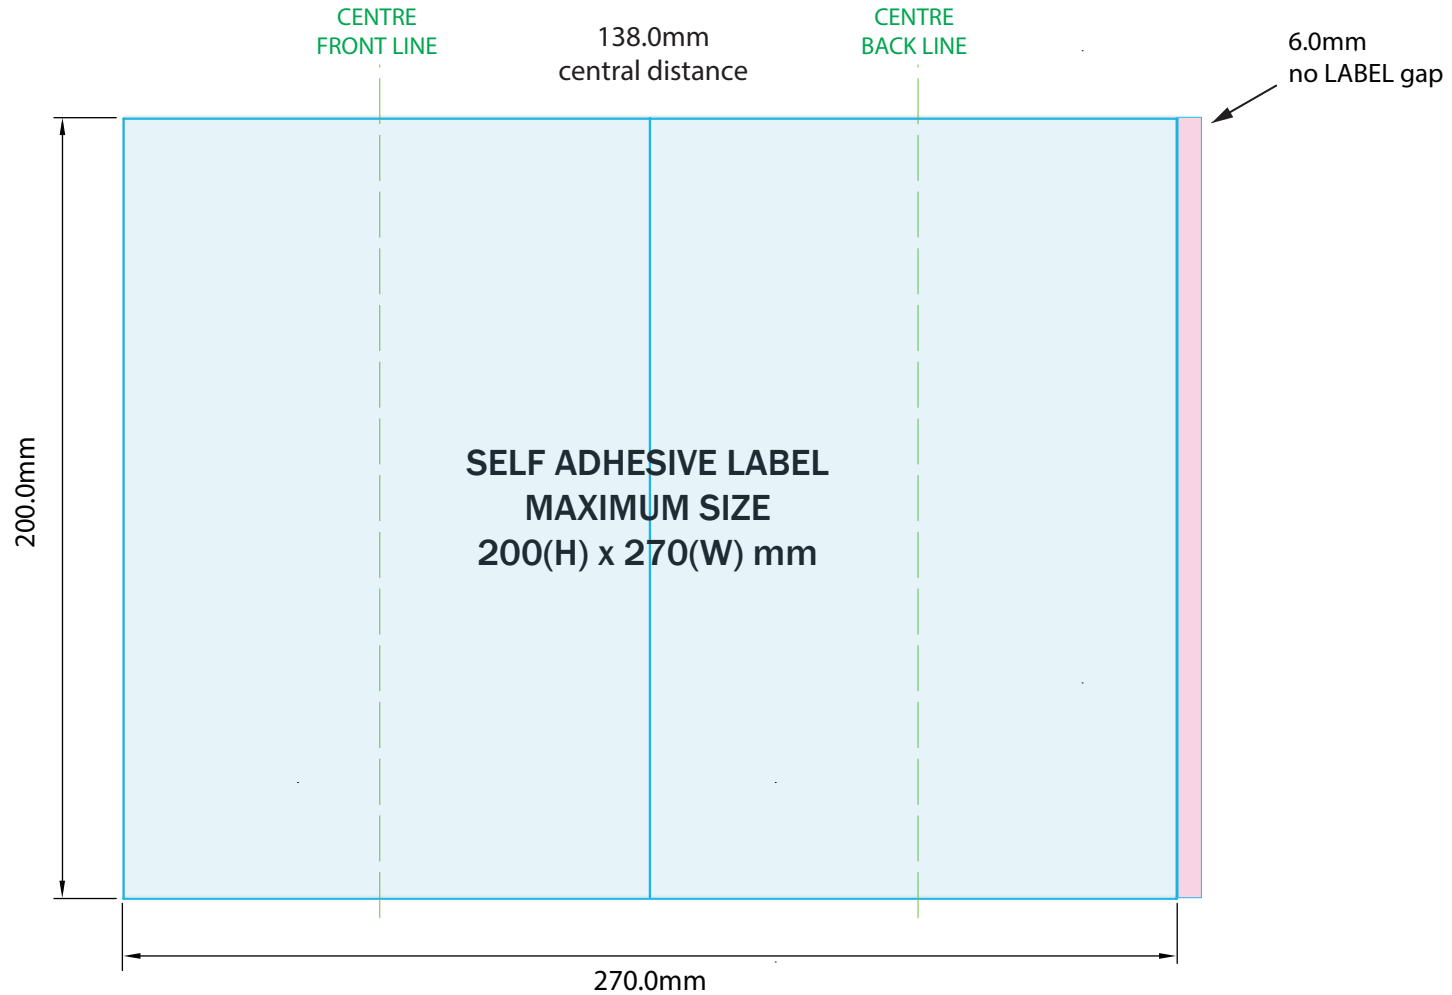 CENTRE
FRONT LINE
138.0mm
central distance
CENTRE
BACK LINE
6.0mm
no LABEL gap
200.0mm
SELF ADHESIVE LABEL
MAXIMUM SIZE
200(H) x 270(W) mm
270.0mm